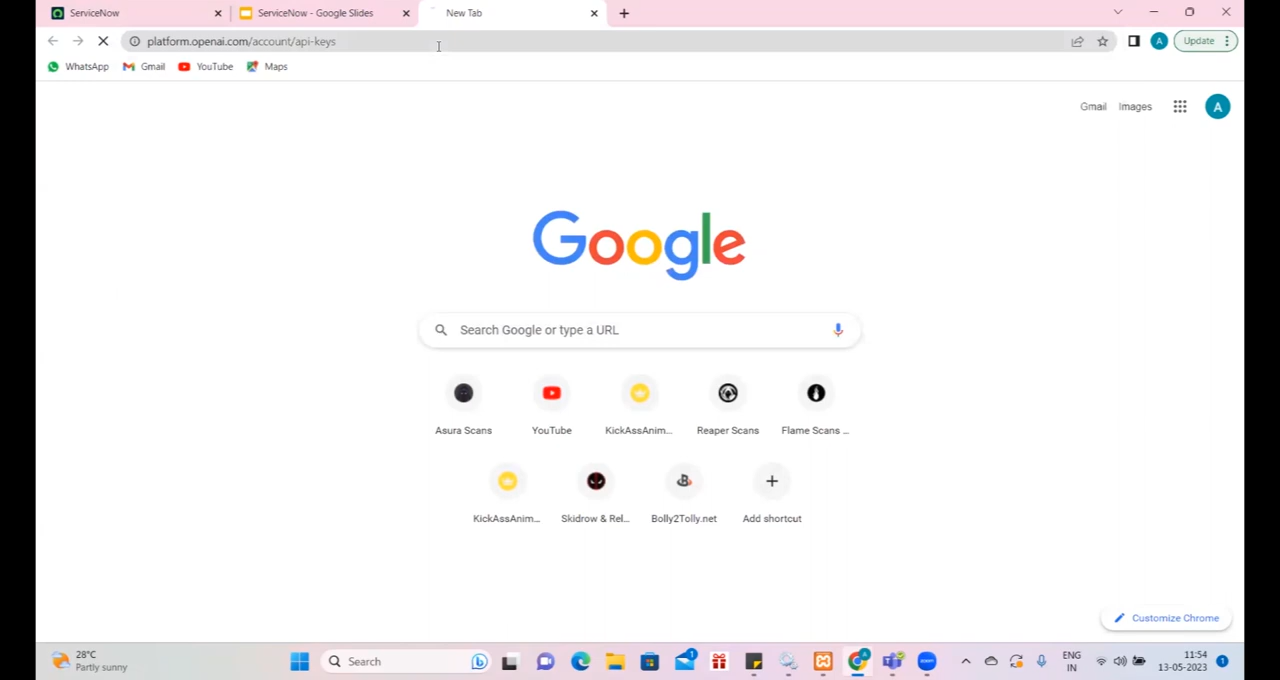 ServiceNow
ServiceNow - Google Slides
New Tab
platform.openai.com/account/api-keys
A
Update
WhatsApp
Gmail
YouTube
Maps
Gmail
Images
A
Google
Search Google or type a URL
Asura Scans
YouTube
KickAssAnim...
Reaper Scans
Flame Scans ...
KickAssAnim...
Skidrow & Rel...
Bolly2Tolly.net
Add shortcut
Customize Chrome
28°C
Partly sunny
Search
1
ENG
IN
11:54
13-05-2023
1